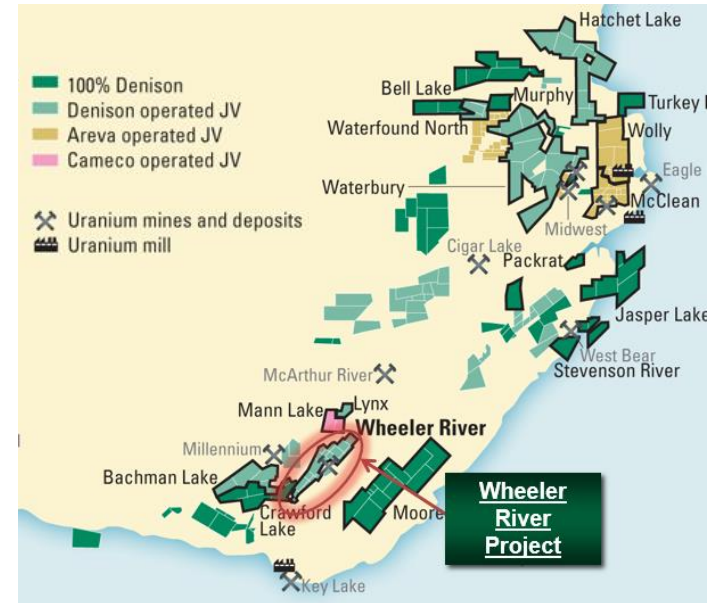 Hatchet Lake
100% Denison
Denison operated JV
Areva operated JV
Cameco operated JV
Bell Lake
Murphy
Turkey
Waterfound North
Wolly
Waterbury
Eagle
McClean
Midwest
Uranium mines and deposits
Uranium mill
Cigar Lake
Packrat
Jasper Lake
West Bear
Stevenson River
McArthur River
Mann Lake
Lynx
Wheeler River
Millennium
Bachman Lake
Crawford
Lake
Moore
Wheeler
River
Project
Key Lake